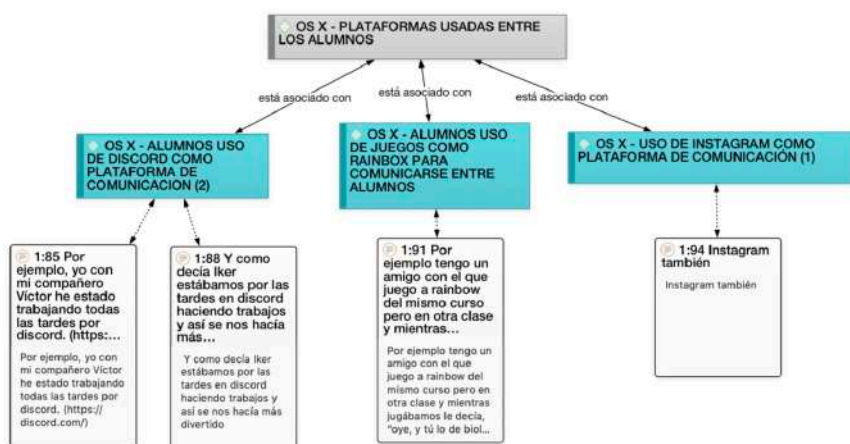 OS X - PLATAFORMAS USADAS ENTRE
LOS ALUMNOS
está asociado con
está asociado con
está asociado con
OS X - ALUMNOS USO
DE DISCORD COMO
PLATAFORMA DE
COMUNICACION (2)
OS X - ALUMNOS USO
DE JUEGOS COMO
RAINBOX PARA
COMUNICARSE ENTRE
ALUMNOS
OS X - USO DE INSTAGRAM COMO
PLATAFORMA DE COMUNICACIÓN (1)
1:85 Por
ejemplo, yo con
mi compañero
Víctor he estado
trabajando todas
las tardes por
discord. (https:...
Por ejemplo, yo con
mi compañero Víctor
he estado trabajando
todas las tardes por
discord. (https://
discord.com/)
1:88 Y como
decía Iker
estábamos por las
tardes en discord
haciendo trabajos
y así se nos hacía
más...
Y como decía Iker
estábamos por las
tardes en discord
haciendo trabajos y
así se nos hacía más
divertido
1:91 Por
ejemplo tengo un
amigo con el que
juego a rainbow
del mismo curso
pero en otra clase
y mientras...
Por ejemplo tengo un
amigo con el que
juego a rainbow del
mismo curso pero en
otra clase y mientras
jugábamos le decía,
"oye, y tú lo de biol...
1:94 Instagram
también
Instagram también